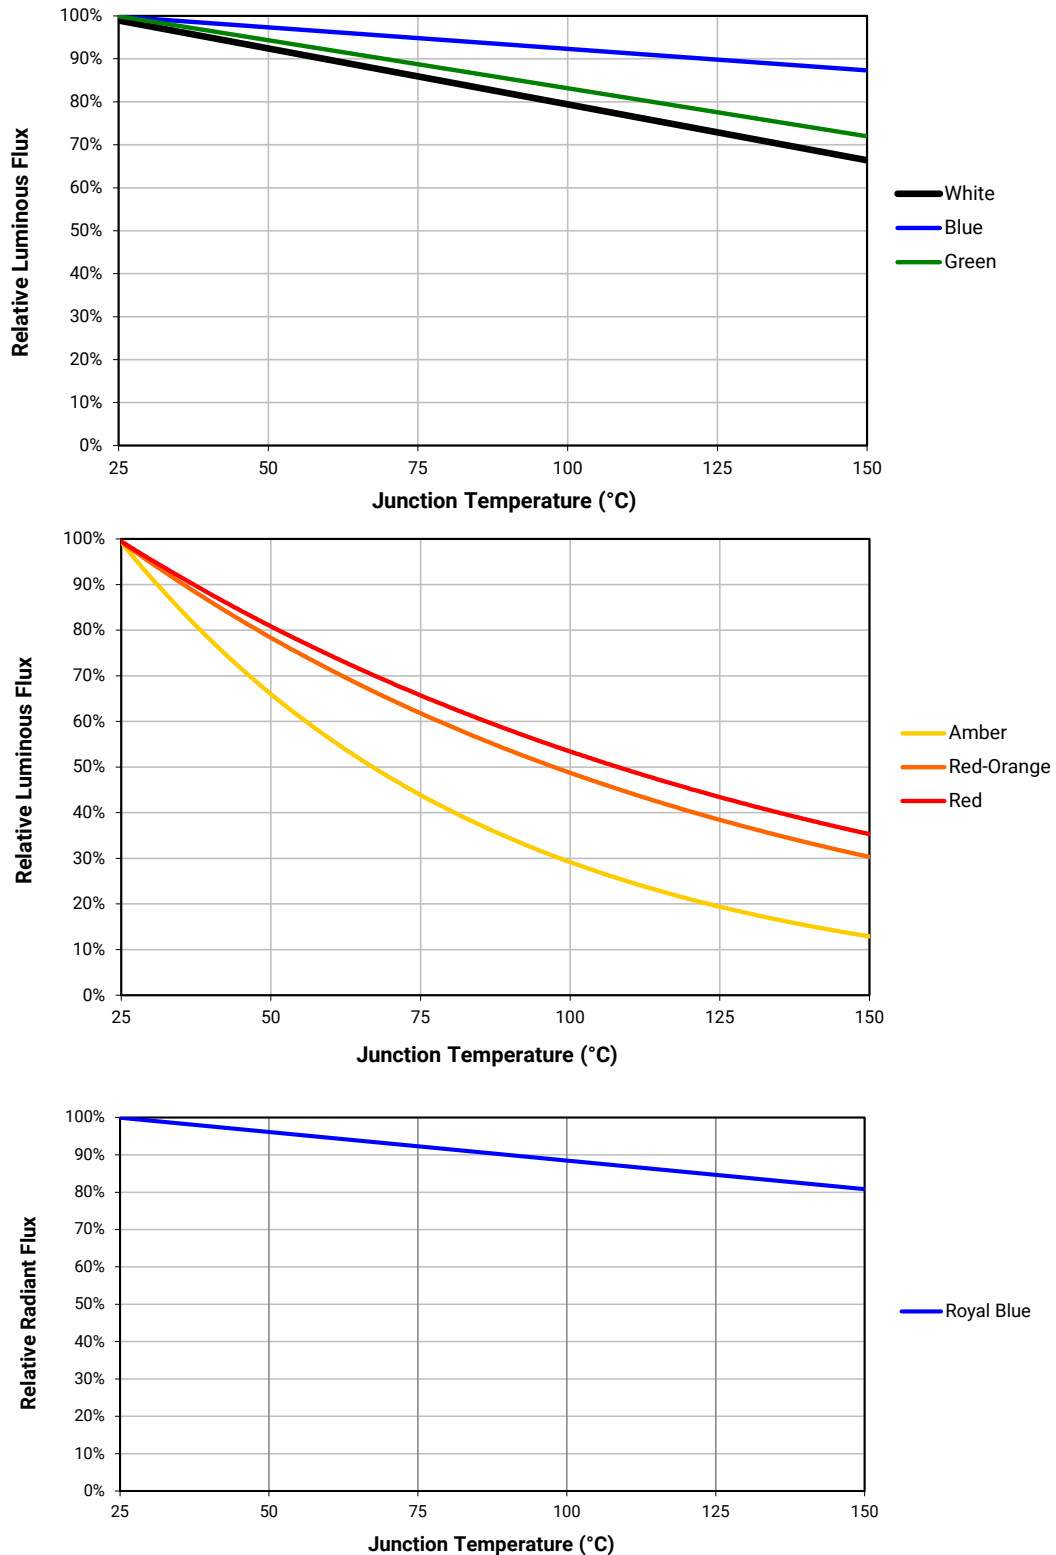 100%
90%
80%
70%
60%
50%
40%
30%
20%
10%
0%
Relative Luminous Flux
25 50 75 100 125 150
Junction Temperature (°C)
White
Blue
Green
100%
90%
80%
70%
60%
50%
40%
30%
20%
10%
0%
Relative Luminous Flux
25 50 75 100 125 150
Junction Temperature (°C)
Amber
Red-Orange
Red
100%
90%
80%
70%
60%
50%
40%
30%
20%
10%
0%
Relative Radiant Flux
25 50 75 100 125 150
Junction Temperature (°C)
Royal Blue